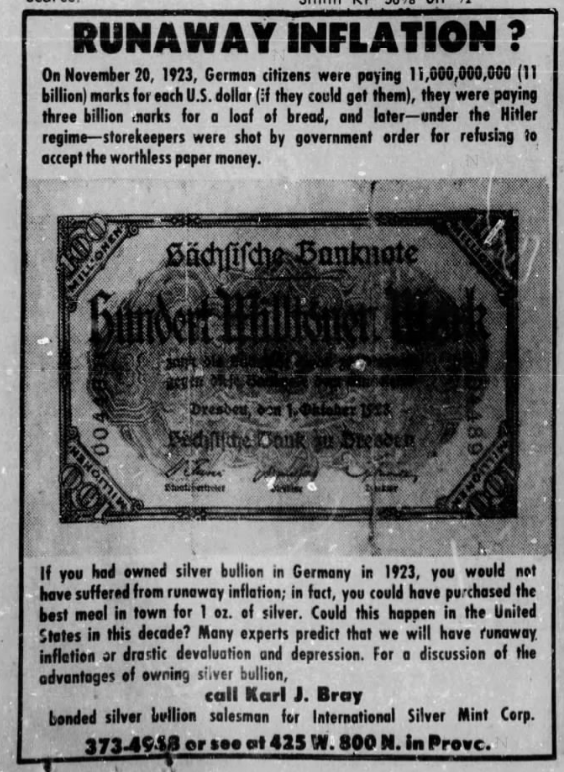 RUNAWAY INFLATION ?
On November 20, 1923, German citizens were paying 11,000,000,000 (11
billion) marks for each U.S. dollar (if they could get them), they were paying
three billion marks for a loaf of bread, and later—under the Hitler
regime—storekeepers were shot by government order for refusing to
accept the worthless paper money.
100
MILLIONEN
Sächsische Banknote
Hundert Millionen Mark
Dresden, den 1. Oktober 1923
Sächsische Bank zu Dresden
MILLIONEN
100
MILLIONEN
100
If you had owned silver bullion in Germany in 1923, you would not
have suffered from runaway inflation; in fact, you could have purchased the
best meal in town for 1 oz. of silver. Could this happen in the United
States in this decade? Many experts predict that we will have runaway
inflation or drastic devaluation and depression. For a discussion of the
advantages of owning silver bullion,
call Karl J. Bray
bonded silver bullion salesman for International Silver Mint Corp.
or see at 425 W. 800 N. in Provo.